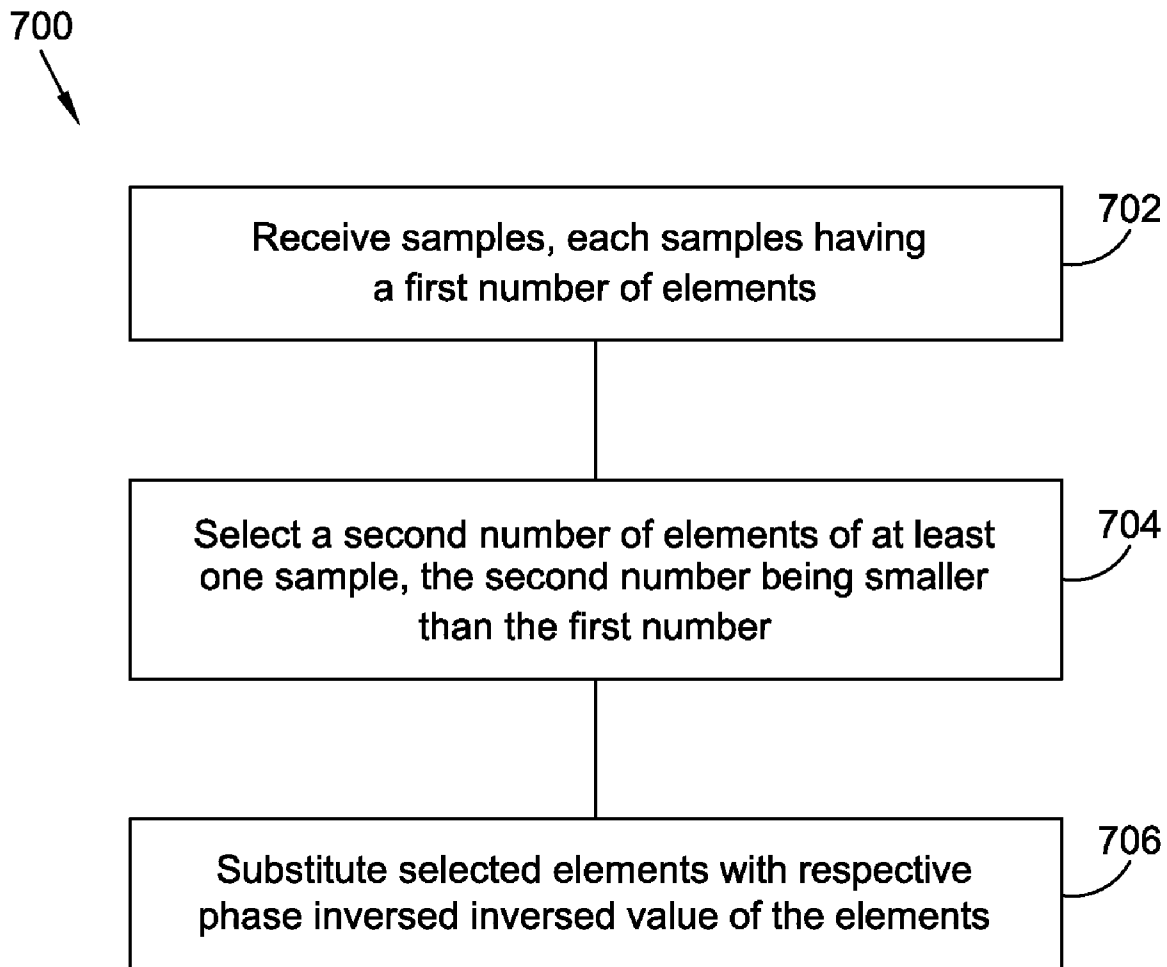 700
702
Receive samples, each samples having
a first number of elements
704
Select a second number of elements of at least
one sample, the second number being smaller
than the first number
706
Substitute selected elements with respective
phase inversed inversed value of the elements